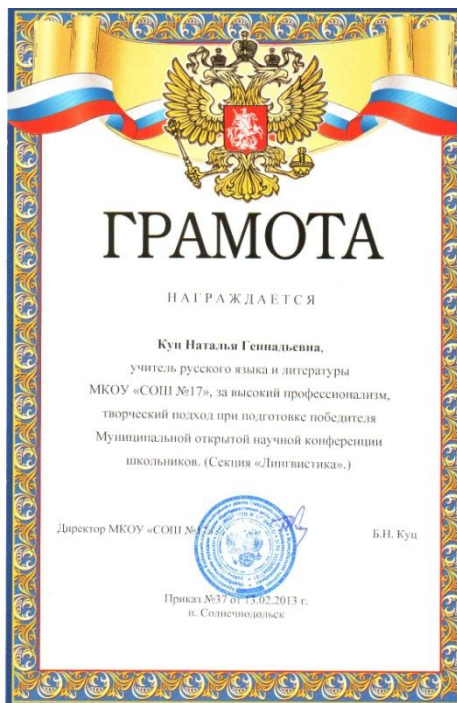 ГРАМОТА
НАГРАЖДАЕТСЯ
Куц Наталья Геннадьевна,
учитель русского языка и литературы
МКОУ «СОШ №17», за высокий профессионализм,
творческий подход при подготовке победителя
Муниципальной открытой научной конференции
школьников. (Секция «Лингвистика».)
Директор МКОУ «СОШ №
Б.Н. Куц
Приказ №37 от 13.02.2013 г.
п. Солнечнодольск